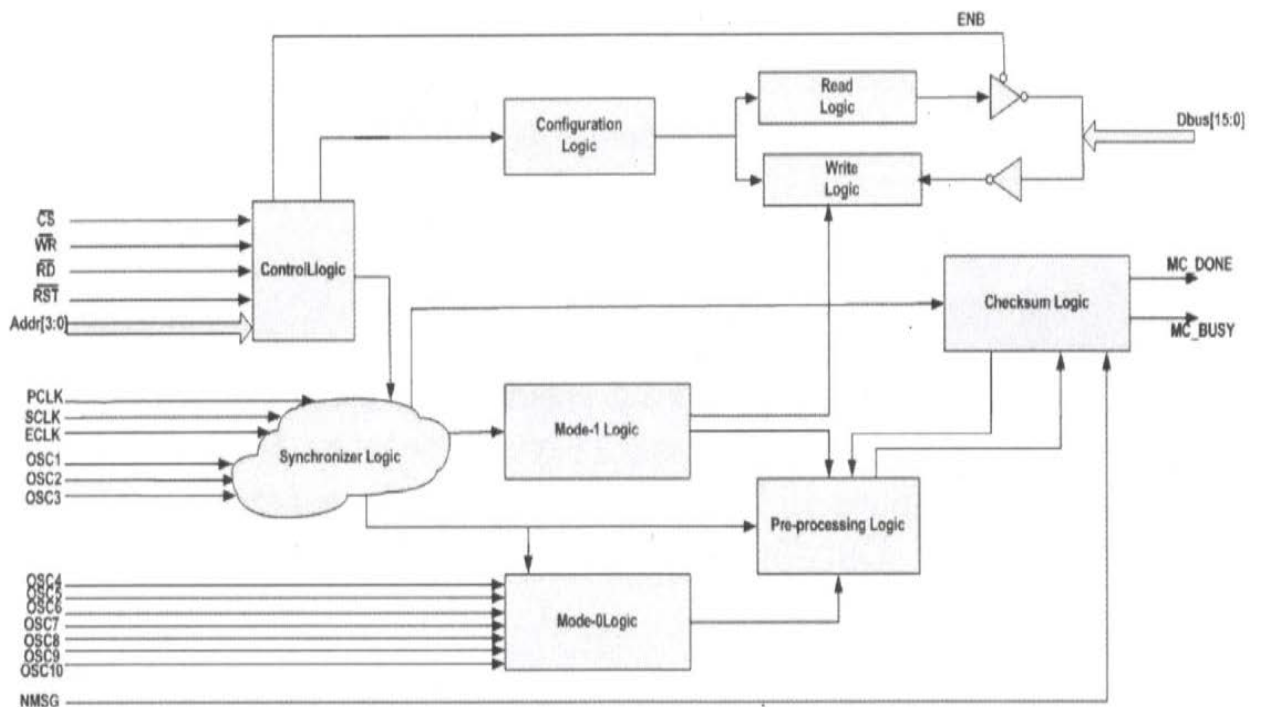 ENB
Read
Logic
Configuration
Logic
Dbus[15:0]
Write
Logic
CS
WR
RD
RST
Addr[3:0]
ControlLlogic
MC_DONE
Checksum Logic
MC_BUSY
PCLK
SCLK
ECLK
OSC1
OSC2
OSC3
Synchronizer Logic
Mode-1 Logic
Pre-processing Logic
OSC4
OSC5
OSC6
OSC7
OSC8
OSC9
OSC10
Mode-0Logic
NMSG